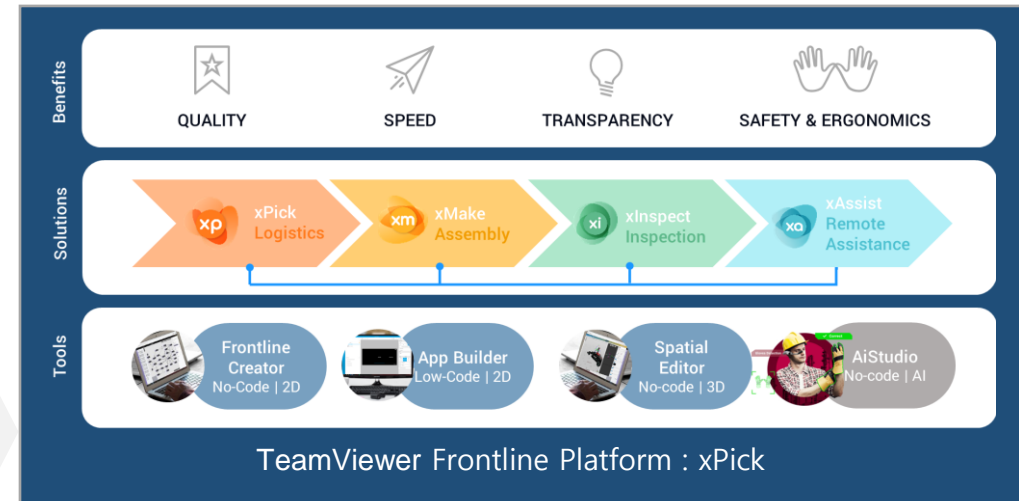 Benefits
QUALITY
SPEED
TRANSPARENCY
SAFETY & ERGONOMICS
Solutions
xp
xPick
Logistics
xm
xMake
Assembly
xi
xInspect
Inspection
xa
xAssist
Remote
Assistance
Tools
Frontline
Creator
No-Code | 2D
App Builder
Low-Code | 2D
Spatial
Editor
No-code | 3D
AiStudio
No-code | AI
TeamViewer Frontline Platform : xPick